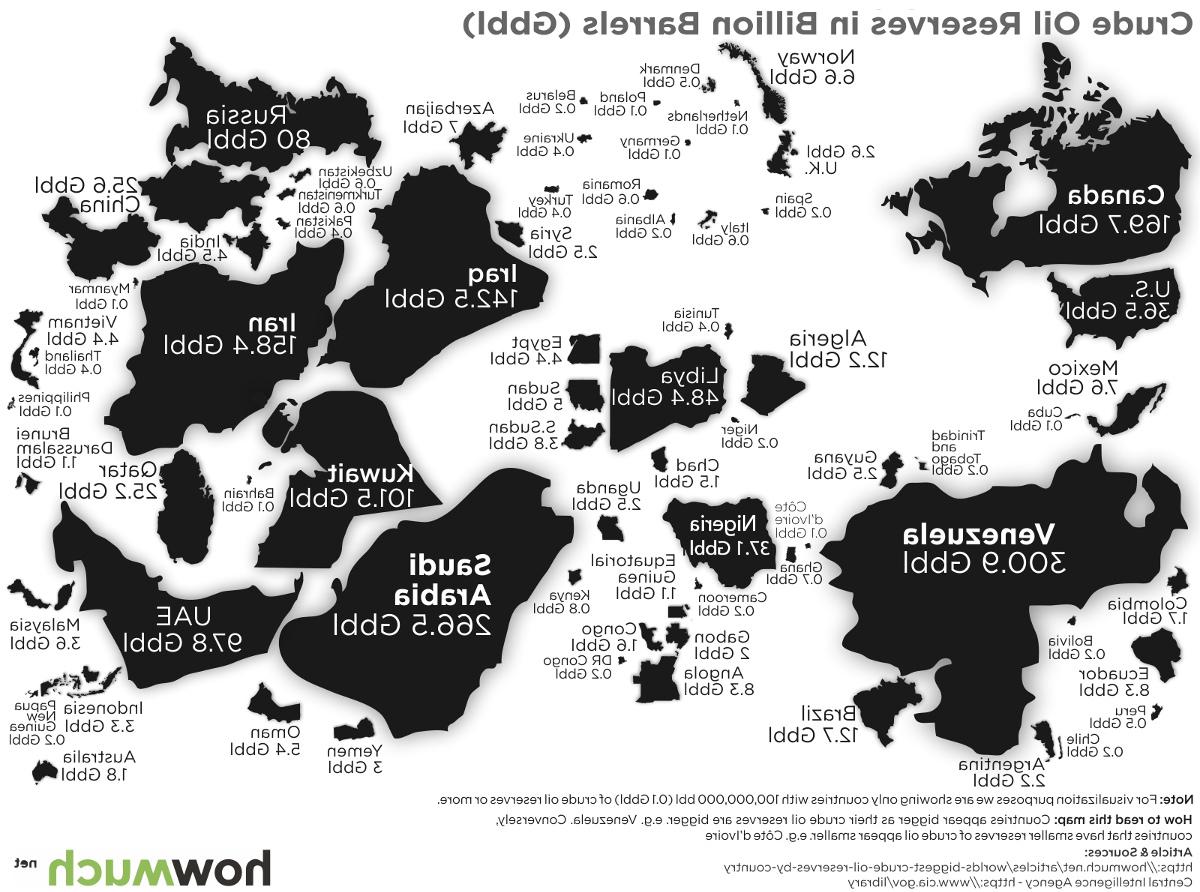 Crude Oil Reserves in Billion Barrels (Gbbl)
Canada
169.7 Gbbl
U.S.
36.5 Gbbl
Mexico
7.6 Gbbl
Cuba
0.1 Gbbl
Trinidad
and
Tobago
0.2 Gbbl
Guyana
2.5 Gbbl
Venezuela
300.9 Gbbl
Colombia
1.7 Gbbl
Bolivia
0.2 Gbbl
Ecuador
8.3 Gbbl
Peru
0.5 Gbbl
Chile
0.2 Gbbl
Argentina
2.2 Gbbl
Brazil
12.7 Gbbl
Norway
6.6 Gbbl
Denmark
0.5 Gbbl
Netherlands
0.1 Gbbl
2.6 Gbbl
U.K.
Poland
0.1 Gbbl
Belarus
0.2 Gbbl
Germany
0.1 Gbbl
Ukraine
0.4 Gbbl
Spain
0.2 Gbbl
Italy
0.6 Gbbl
Romania
0.6 Gbbl
Albania
0.2 Gbbl
Turkey
0.4 Gbbl
Syria
2.5 Gbbl
Azerbaijan
7 Gbbl
Russia
80 Gbbl
Uzbekistan
0.6 Gbbl
Turkmenistan
0.6 Gbbl
Pakistan
0.4 Gbbl
25.6 Gbbl
China
India
4.5 Gbbl
Myanmar
0.1 Gbbl
Vietnam
4.4 Gbbl
Thailand
0.4 Gbbl
Philippines
0.1 Gbbl
Brunei
Darussalam
1.1 Gbbl
Iraq
142.5 Gbbl
Iran
158.4 Gbbl
Kuwait
101.5 Gbbl
Bahrain
0.1 Gbbl
Qatar
25.2 Gbbl
Saudi
Arabia
266.5 Gbbl
UAE
97.8 Gbbl
Oman
5.4 Gbbl
Yemen
3 Gbbl
Malaysia
3.6 Gbbl
Indonesia
3.3 Gbbl
Papua
New
Guinea
0.2 Gbbl
Australia
1.8 Gbbl
Tunisia
0.4 Gbbl
Algeria
12.2 Gbbl
Libya
48.4 Gbbl
Egypt
4.4 Gbbl
Sudan
5 Gbbl
S.Sudan
3.8 Gbbl
Niger
0.2 Gbbl
Chad
1.5 Gbbl
Uganda
2.5 Gbbl
Nigeria
37.1 Gbbl
Côte
d'Ivoire
0.1 Gbbl
Ghana
0.7 Gbbl
Cameroon
0.2 Gbbl
Equatorial
Guinea
1.1 Gbbl
Kenya
0.8 Gbbl
Congo
1.6 Gbbl
DR Congo
0.2 Gbbl
Gabon
2 Gbbl
Angola
8.3 Gbbl
Note: For visualization purposes we are showing only countries with 100,000,000 bbl (0.1 Gbbl) of crude oil reserves or more.
How to read this map: Countries appear bigger as their crude oil reserves are bigger. e.g. Venezuela. Conversely,
countries that have smaller reserves of crude oil appear smaller. e.g. Côte d'Ivoire
Article & Sources:
https://howmuch.net/articles/worlds-biggest-crude-oil-reserves-by-country
Central Intelligence Agency - https://www.cia.gov/library/
howmuch net